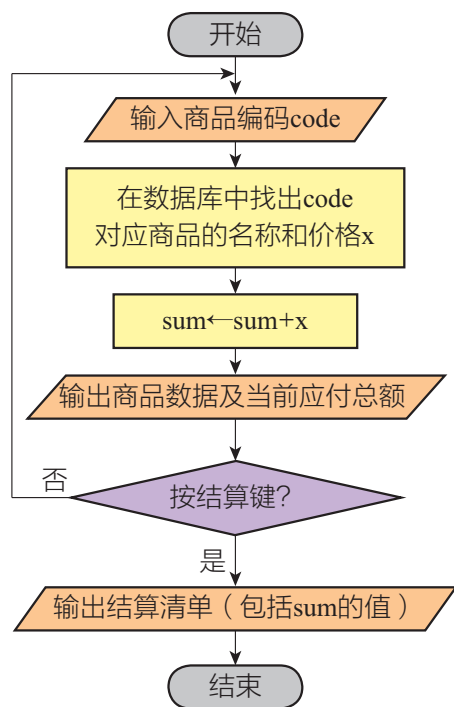 开始
输入商品编码code
在数据库中找出code
对应商品的名称和价格x
sum←sum+x
输出商品数据及当前应付总额
按结算键？
否
是
输出结算清单（包括sum的值）
结束